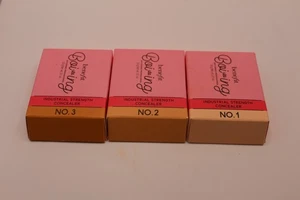 benefit
Boi-ing
INDUSTRIAL STRENGTH
CONCEALER
NO.3
benefit
Boi-ing
INDUSTRIAL STRENGTH
CONCEALER
NO.2
benefit
Boi-ing
INDUSTRIAL STRENGTH
CONCEALER
NO.1